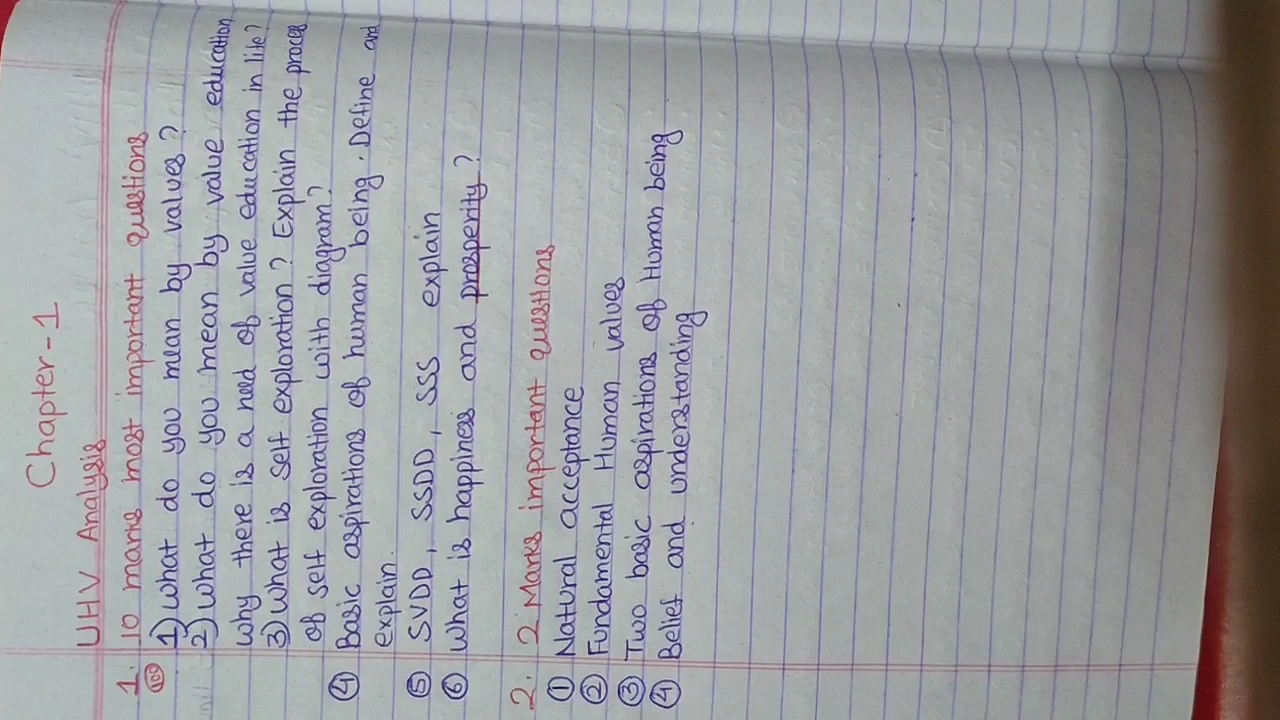 Chapter-1
UHV Analysis
1. 10 marks most important questions
100 1) What do you mean by values?
2) What do you mean by value education
why there is a need of value education in life?
3) What is self exploration? Explain the process
of self exploration with diagram?
4 Basic aspirations of human being. Define and
explain.
5 SVDD, SSDD, SSS explain
6 What is happiness and prosperity?
2. 2 Marks important questions
1 Natural acceptance
2 Fundamental Human values
3 Two basic aspirations of Human being
4 Belief and understanding